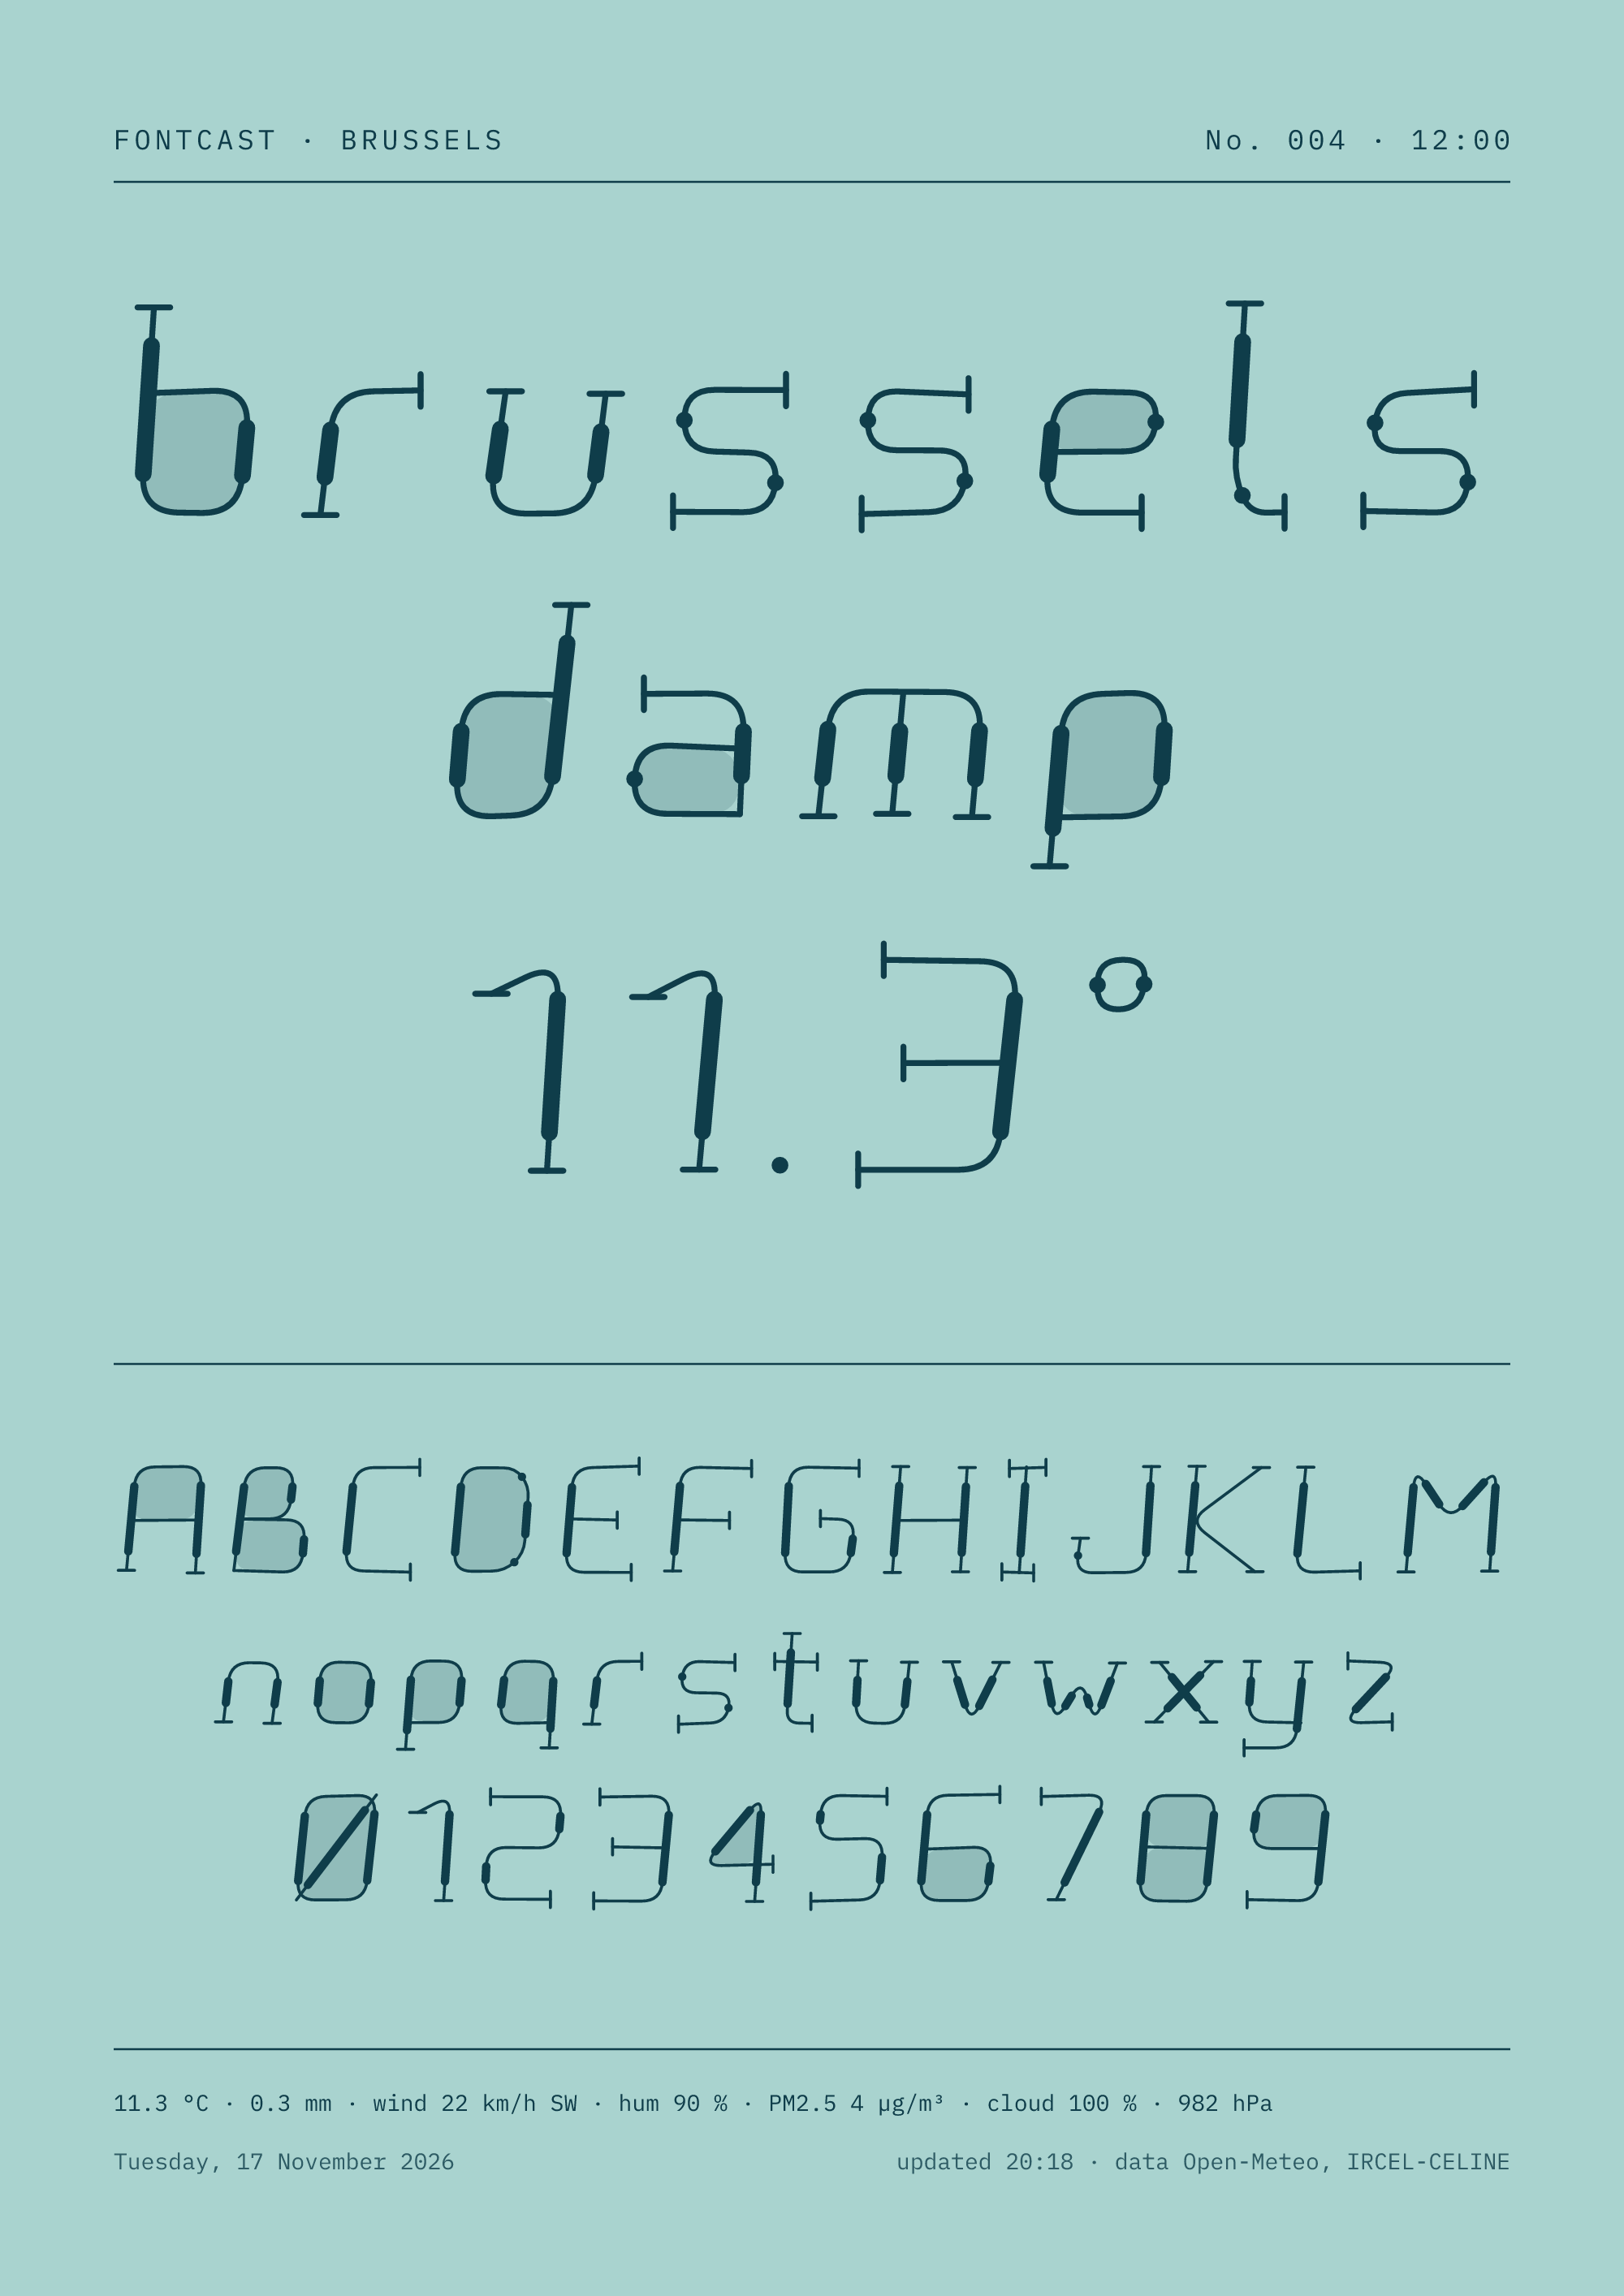 FONTCAST · BRUSSELS
No. 004 · 12:00
brussels
damp
11.3°
ABCDEFGHIJKLM
nopqrstuvwxyz
0123456789
11.3 °C · 0.3 mm · wind 22 km/h SW · hum 90 % · PM2.5 4 µg/m³ · cloud 100 % · 982 hPa
Tuesday, 17 November 2026
updated 20:18 · data Open-Meteo, IRCEL-CELINE